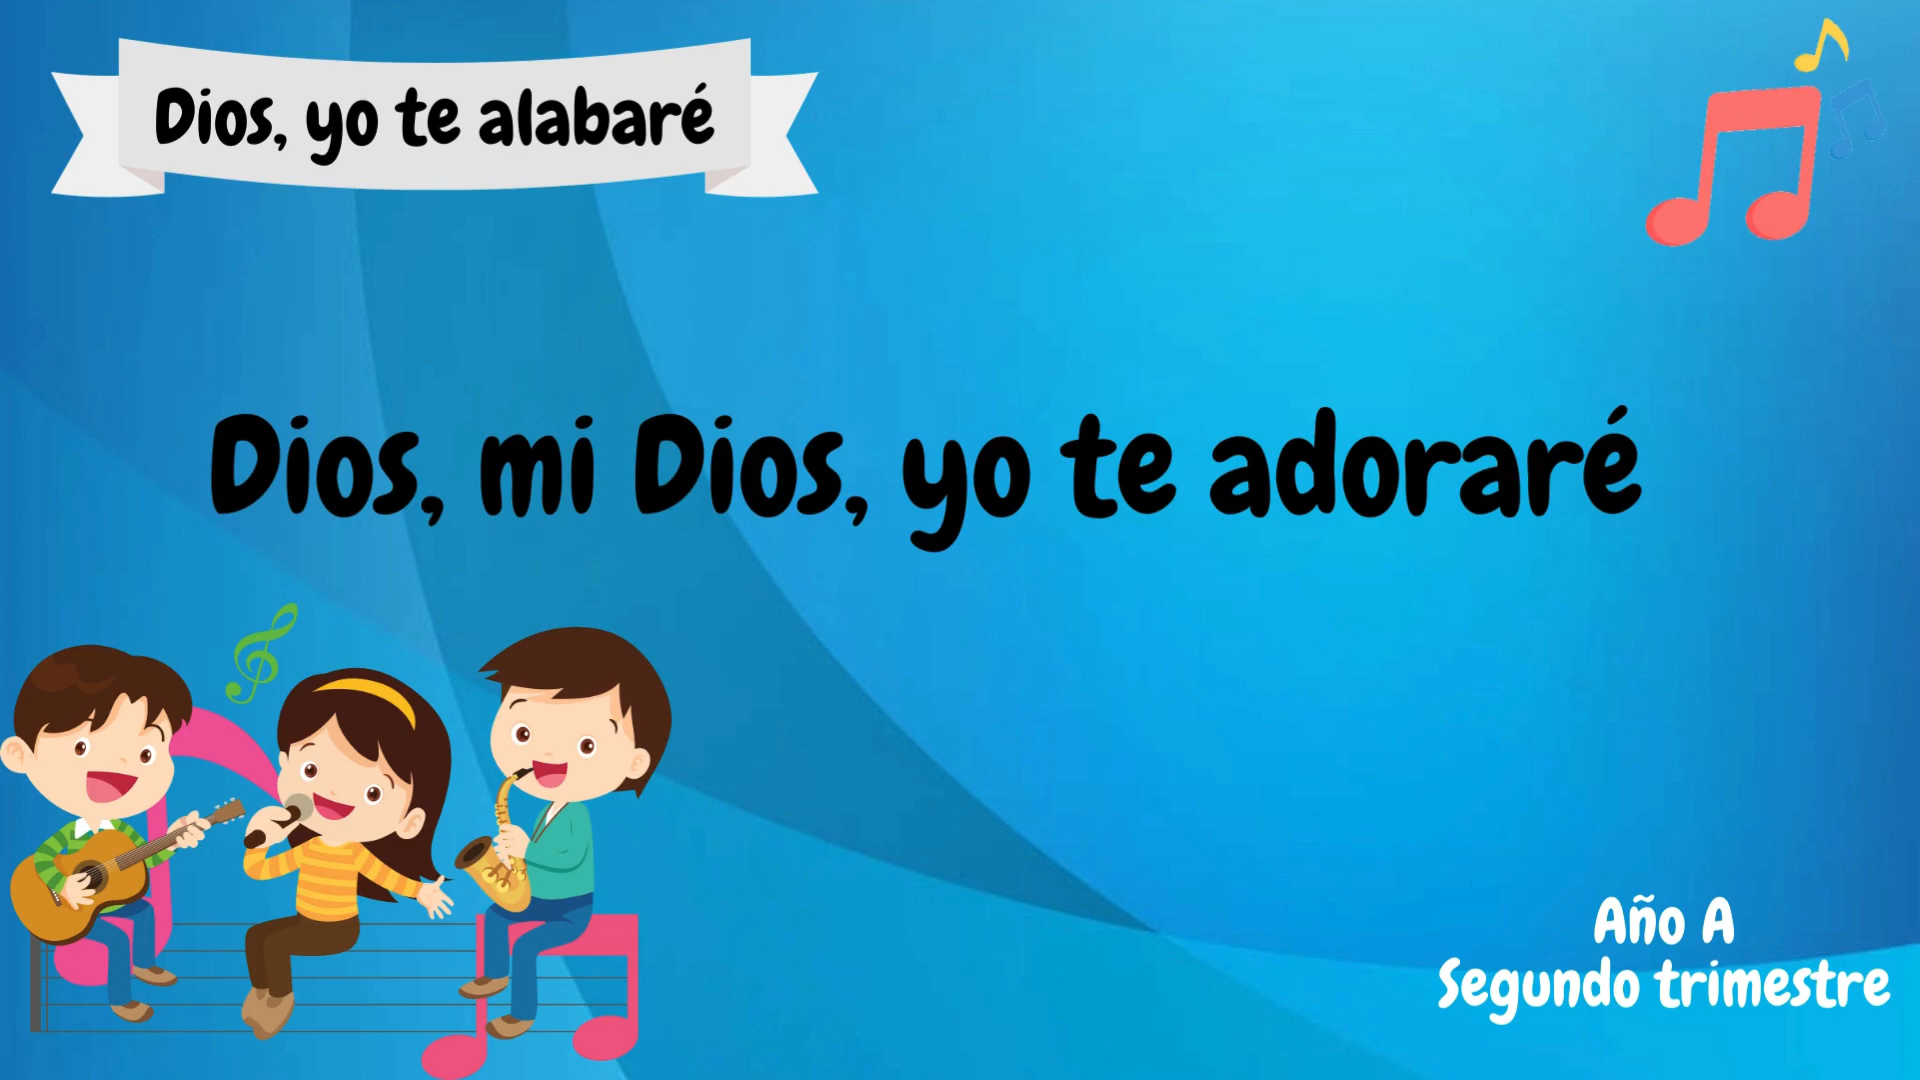 Dios, yo te alabaré
Dios, mi Dios, yo te adoraré
Año A
Segundo trimestre